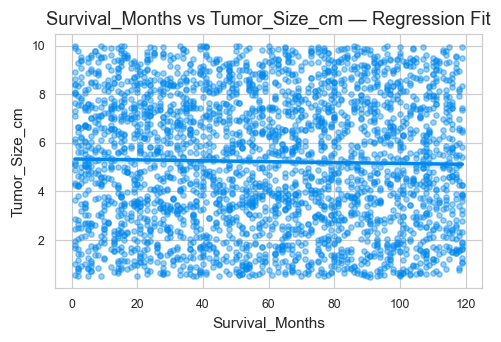 Survival_Months vs Tumor_Size_cm — Regression Fit
10
8
6
4
2
Tumor_Size_cm
0 20 40 60 80 100 120
Survival_Months